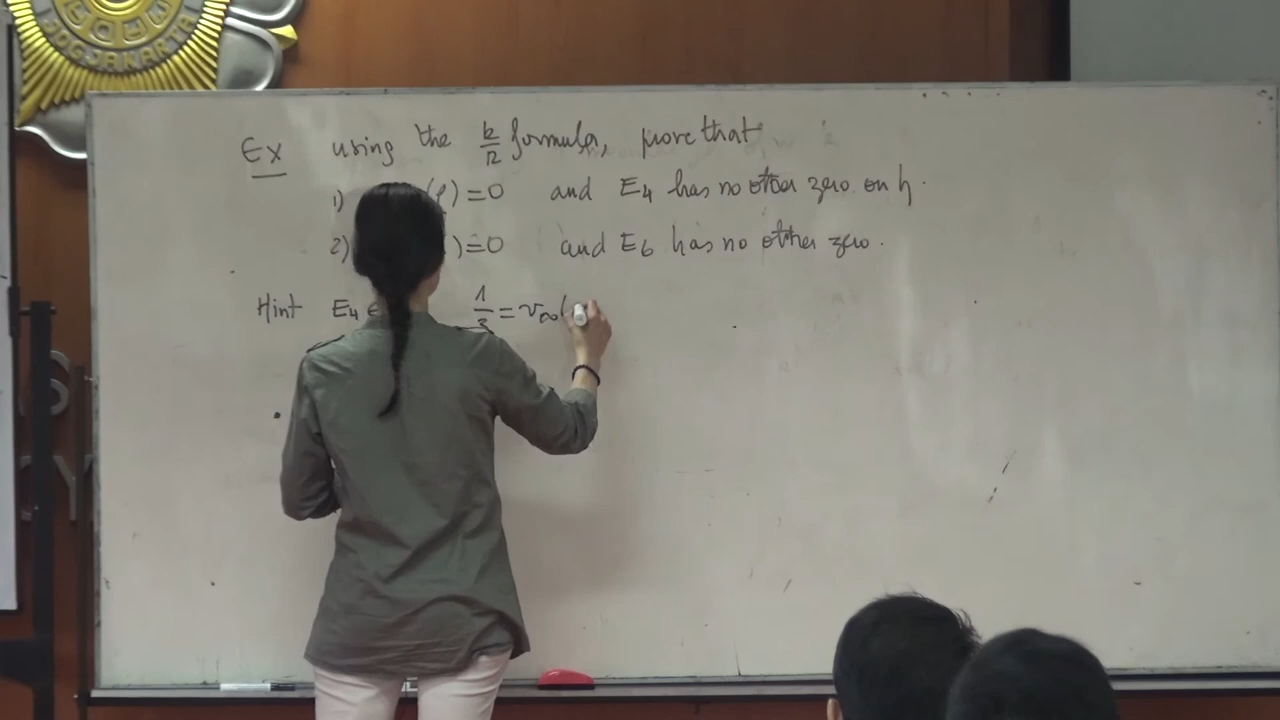 OGJAKARTA
Ex using the k/12 formula, prove that
1) (ρ)=0 and E4 has no other zero on h.
2) )=0 and E6 has no other zero.
Hint E4 ∈ 1/3 = v∞(